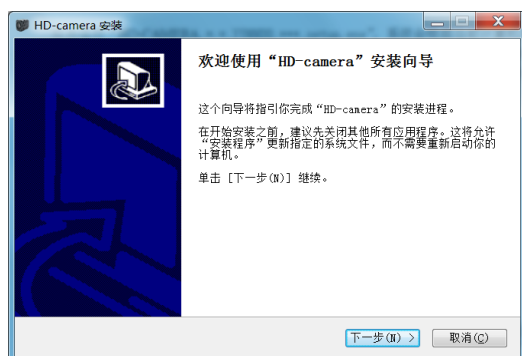 HD-camera 安装
欢迎使用“HD-camera”安装向导
这个向导将指引你完成“HD-camera”的安装进程。
在开始安装之前，建议先关闭其他所有应用程序。这将允许
“安装程序”更新指定的系统文件，而不需要重新启动你的
计算机。
单击 [下一步(N)] 继续。
下一步(N) >
取消(C)